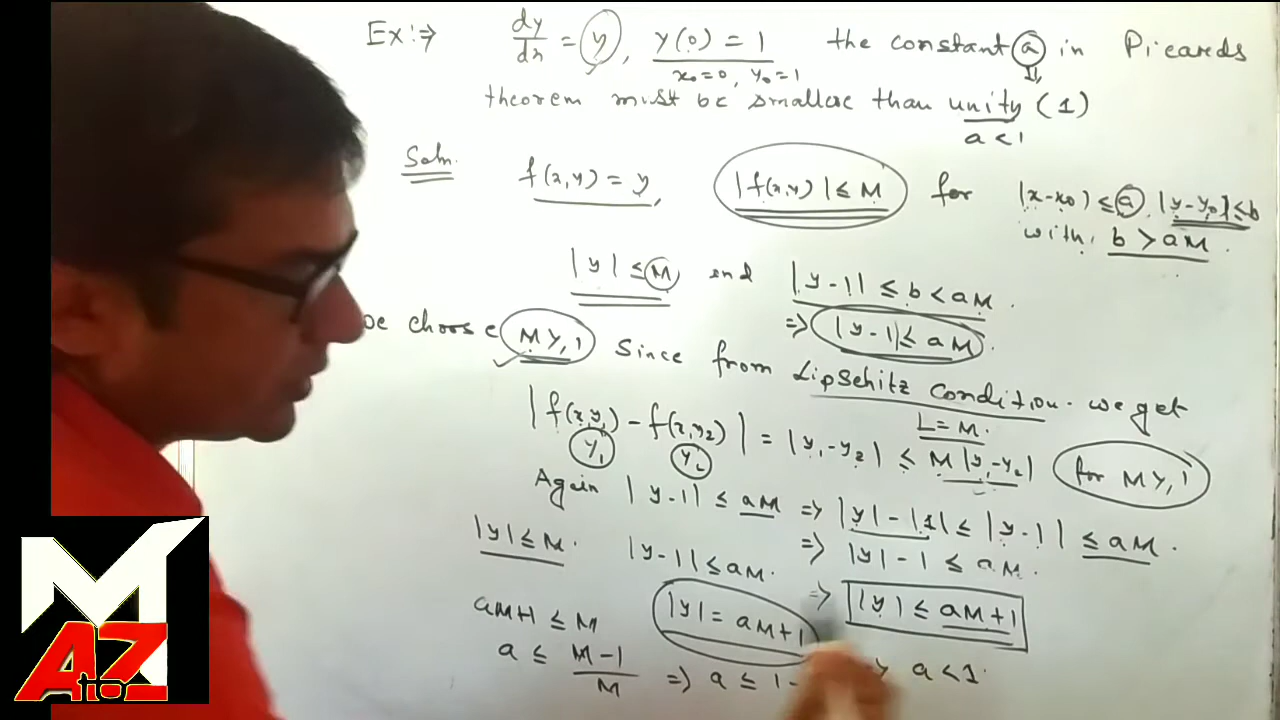 Ex:⇒ dy/dx = y, y(0) = 1 the constant a in Picards
x₀=0, y₀=1
theorem must be smaller than unity (1)
a<1
Soln. f(x,y) = y, |f(x,y)| ≤ M for |x-x₀| ≤ a, |y-y₀| ≤ b
with, b > aM.
|y| ≤ M and |y-1| ≤ b < aM.
⇒ |y-1| ≤ aM.
choose M ≥ 1 Since from Lipschitz condition. we get
|f(x,y₁) - f(x,y₂)| = |y₁-y₂| ≤ M |y₁-y₂| for M ≥ 1
L = M.
y₁ y₂
Again |y-1| ≤ aM ⇒ |y| - |1| ≤ |y-1| ≤ aM.
|y| ≤ M. |y-1| ≤ aM. ⇒ |y| - 1 ≤ aM.
aM+1 ≤ M |y| = aM+1 ⇒ |y| ≤ aM+1
a ≤ M-1/M ⇒ a ≤ 1- a<1.
M
A to Z